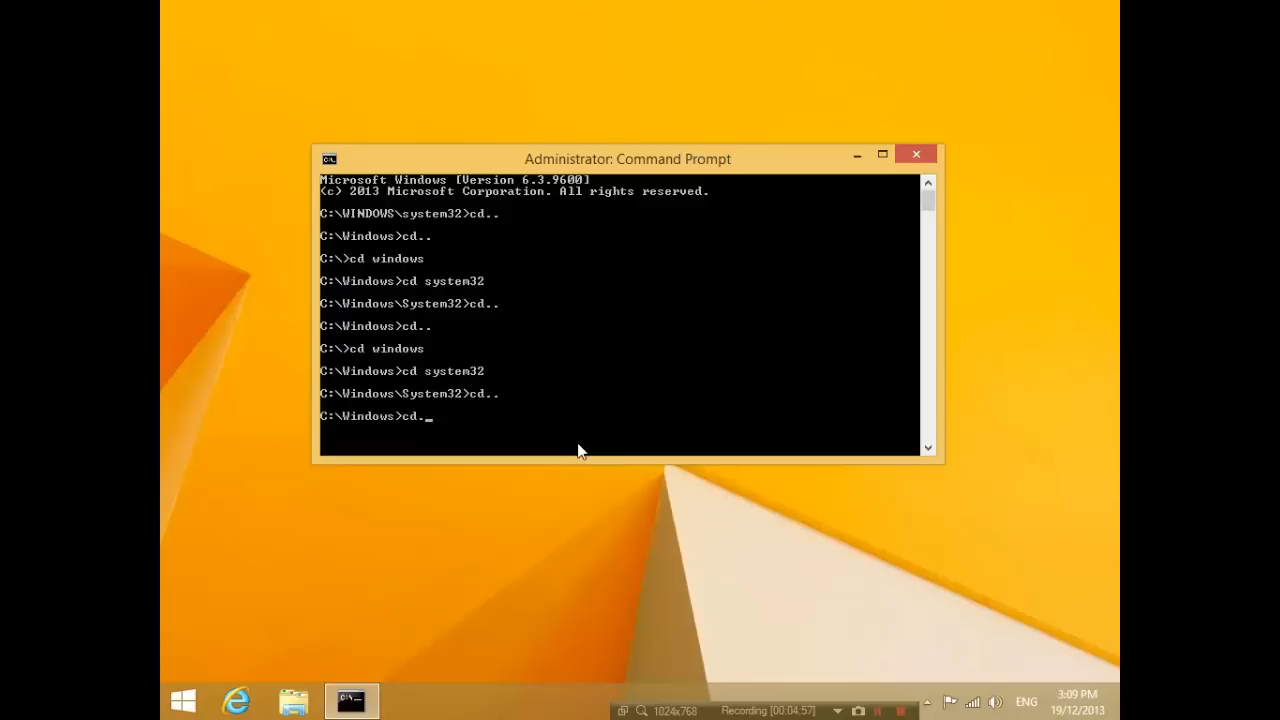 Administrator: Command Prompt
Microsoft Windows [Version 6.3.9600]
(c) 2013 Microsoft Corporation. All rights reserved.
C:\WINDOWS\system32>cd..
C:\Windows>cd..
C:\>cd windows
C:\Windows>cd system32
C:\Windows\System32>cd..
C:\Windows>cd..
C:\>cd windows
C:\Windows>cd system32
C:\Windows\System32>cd..
C:\Windows>cd._
1024x768
Recording [00:04:57]
ENG
3:09 PM
19/12/2013